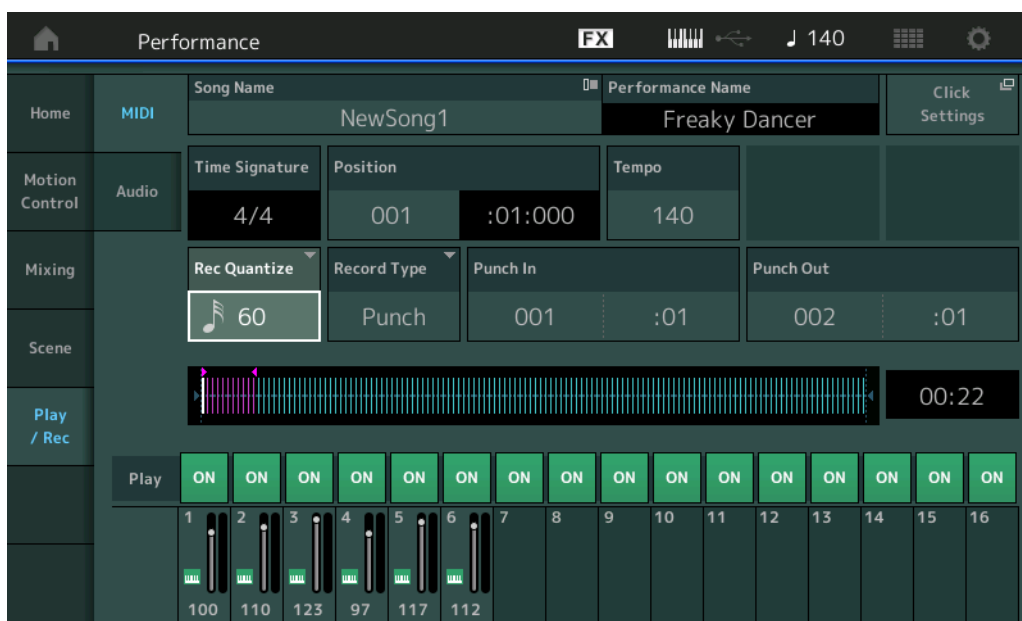 Performance FX 140
Home
Motion
Control
Mixing
Scene
Play
/ Rec
MIDI
Audio
Song Name
NewSong1
Performance Name
Freaky Dancer
Click
Settings
Time Signature
4/4
Position
001 :01:000
Tempo
140
Rec Quantize
60
Record Type
Punch
Punch In
001 :01
Punch Out
002 :01
00:22
Play ON ON ON ON ON ON ON ON ON ON ON ON ON ON ON ON
1 2 3 4 5 6 7 8 9 10 11 12 13 14 15 16
100 110 123 97 117 112